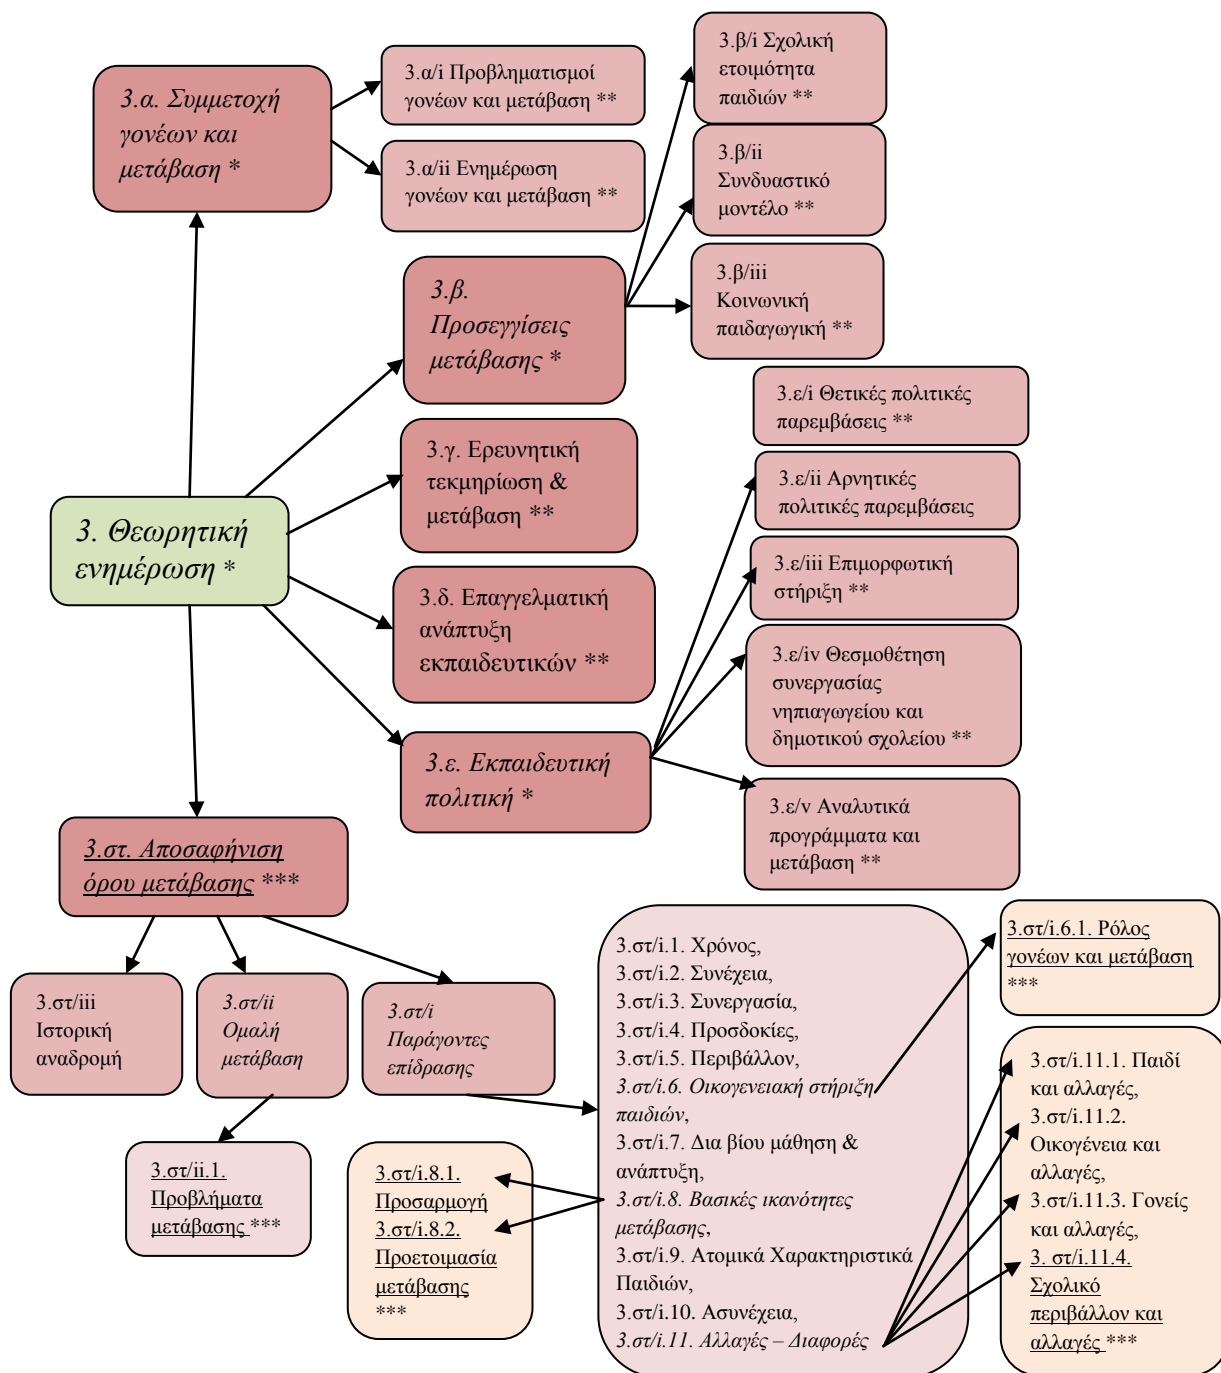 3.α. Συμμετοχή
γονέων και
μετάβαση *
3.α/i Προβληματισμοί
γονέων και μετάβαση **
3.α/ii Ενημέρωση
γονέων και μετάβαση **
3.β/i Σχολική
ετοιμότητα
παιδιών **
3.β/ii
Συνδυαστικό
μοντέλο **
3.β/iii
Κοινωνική
παιδαγωγική **
3.β.
Προσεγγίσεις
μετάβασης *
3.γ. Ερευνητική
τεκμηρίωση &
μετάβαση **
3. Θεωρητική
ενημέρωση *
3.δ. Επαγγελματική
ανάπτυξη
εκπαιδευτικών **
3.ε. Εκπαιδευτική
πολιτική *
3.ε/i Θετικές πολιτικές
παρεμβάσεις **
3.ε/ii Αρνητικές
πολιτικές παρεμβάσεις
3.ε/iii Επιμορφωτική
στήριξη **
3.ε/iv Θεσμοθέτηση
συνεργασίας
νηπιαγωγείου και
δημοτικού σχολείου **
3.ε/v Αναλυτικά
προγράμματα και
μετάβαση **
3.στ. Αποσαφήνιση
όρου μετάβασης ***
3.στ/iii
Ιστορική
αναδρομή
3.στ/ii
Ομαλή
μετάβαση
3.στ/i
Παράγοντες
επίδρασης
3.στ/ii.1.
Προβλήματα
μετάβασης ***
3.στ/i.8.1.
Προσαρμογή
3.στ/i.8.2.
Προετοιμασία
μετάβασης
***
3.στ/i.1. Χρόνος,
3.στ/i.2. Συνέχεια,
3.στ/i.3. Συνεργασία,
3.στ/i.4. Προσδοκίες,
3.στ/i.5. Περιβάλλον,
3.στ/i.6. Οικογενειακή στήριξη
παιδιών,
3.στ/i.7. Δια βίου μάθηση &
ανάπτυξη,
3.στ/i.8. Βασικές ικανότητες
μετάβασης,
3.στ/i.9. Ατομικά Χαρακτηριστικά
Παιδιών,
3.στ/i.10. Ασυνέχεια,
3.στ/i.11. Αλλαγές – Διαφορές
3.στ/i.6.1. Ρόλος
γονέων και μετάβαση
***
3.στ/i.11.1. Παιδί
και αλλαγές,
3.στ/i.11.2.
Οικογένεια και
αλλαγές,
3.στ/i.11.3. Γονείς
και αλλαγές,
3. στ/i.11.4.
Σχολικό
περιβάλλον και
αλλαγές ***